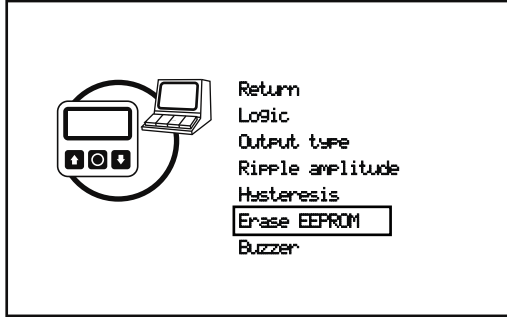 Return
Logic
Output type
Ripple amplitude
Hysteresis
Erase EEPROM
Buzzer